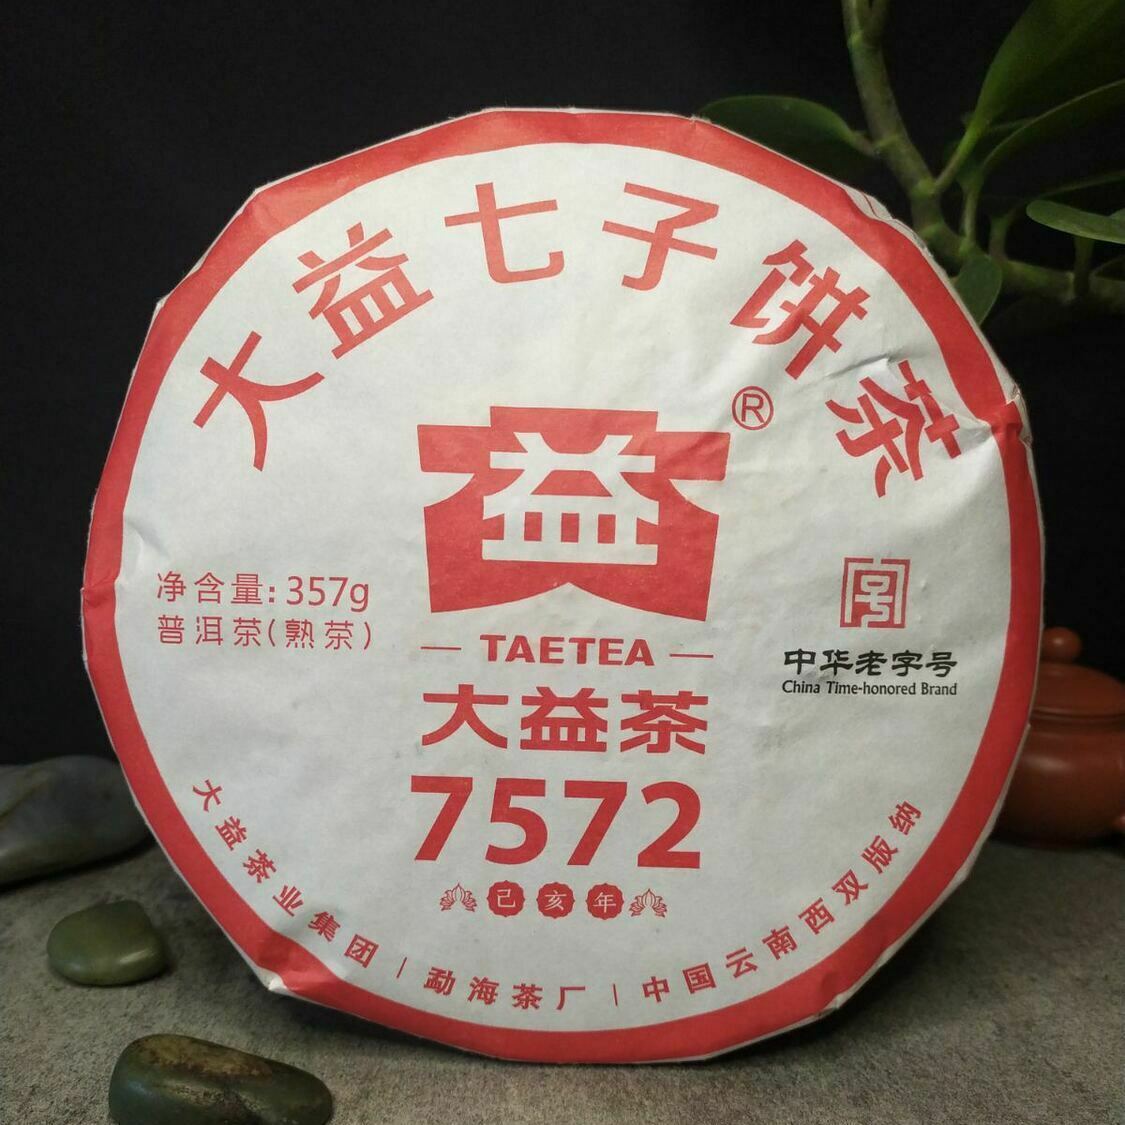 大益七子饼茶
益
®
净含量:357g
普洱茶(熟茶)
TAETEA
大益茶
7572
己亥年
中华老字号
China Time-honored Brand
大益茶业集团|勐海茶厂|中国云南西双版纳